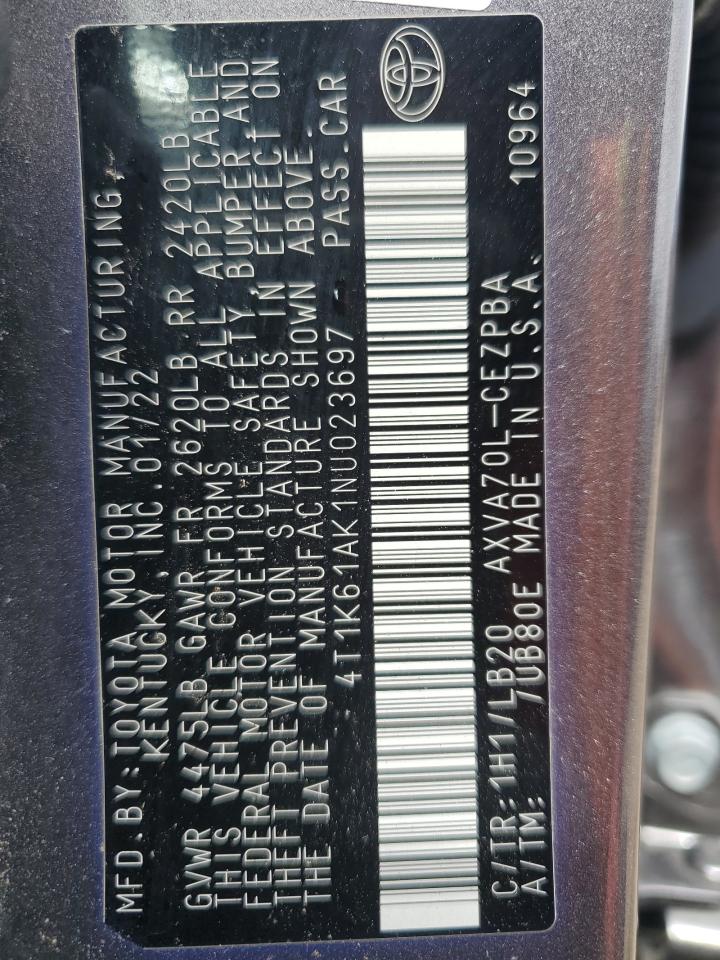 MFD.BY:TOYOTA MOTOR MANUFACTURING,
KENTUCKY, INC.01/22
GVWR 4475LB GAWR FR 2620LB RR 2420LB
THIS VEHICLE CONFORMS TO ALL APPLICABLE
FEDERAL MOTOR VEHICLE SAFETY, BUMPER,AND
THEFT PREVENTION STANDARDS IN EFFECT ON
THE DATE OF MANUFACTURE SHOWN ABOVE.
4T1K61AK1NU023697 PASS.CAR
C/TR:1H1/LB20 AXVA70L-CEZPBA
A/TM: /UB80E MADE IN U.S.A. 10964